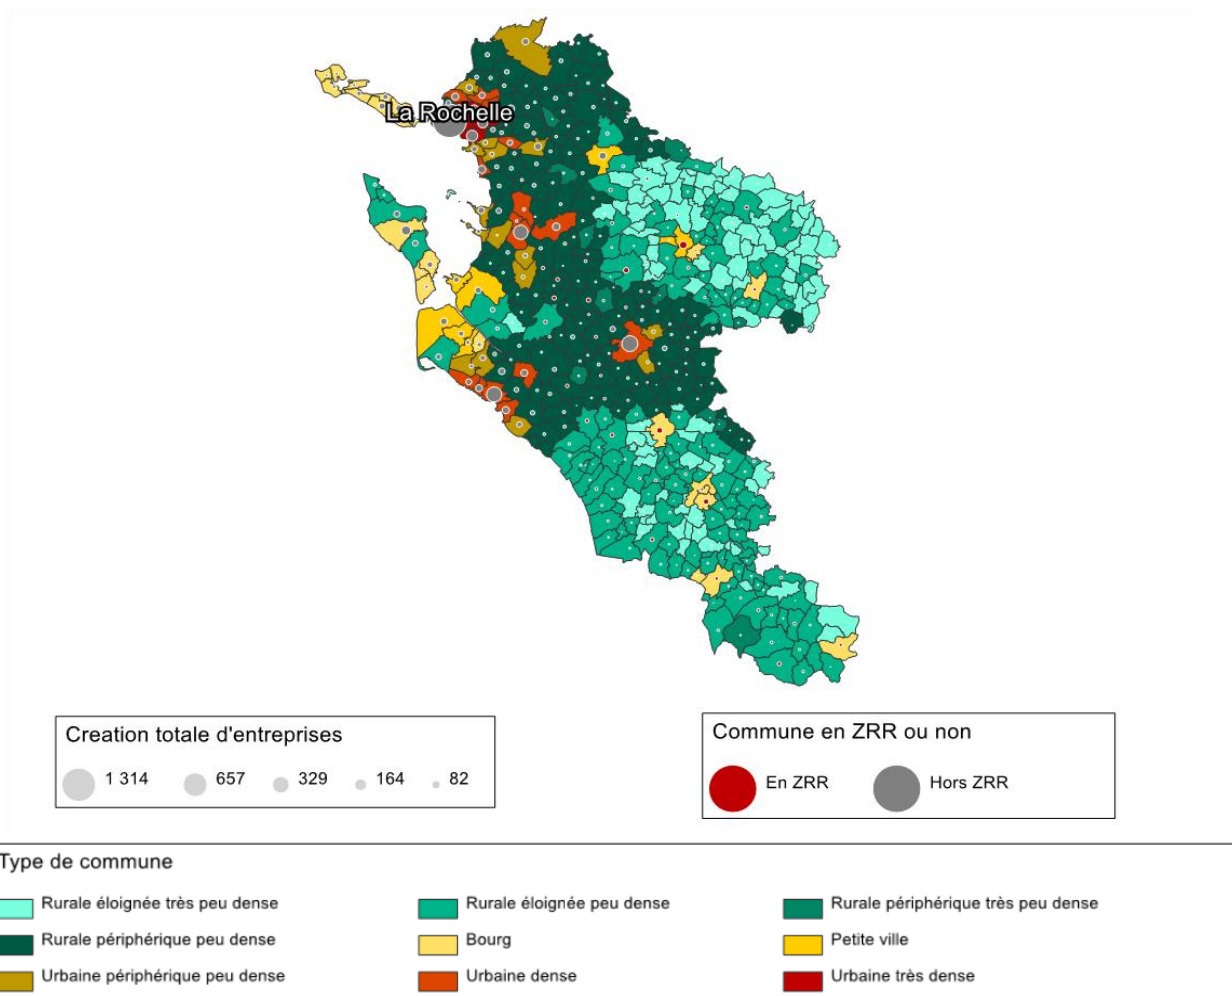 La Rochelle
Creation totale d'entreprises
1 314 657 329 164 82
Commune en ZRR ou non
En ZRR Hors ZRR
Type de commune
Rurale éloignée très peu dense Rurale éloignée peu dense Rurale périphérique très peu dense
Rurale périphérique peu dense Bourg Petite ville
Urbaine périphérique peu dense Urbaine dense Urbaine très dense